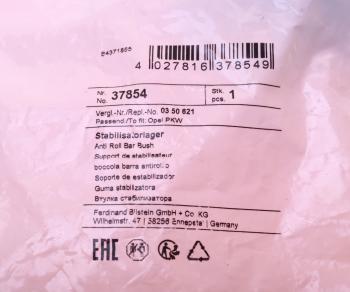 B4371855
4 027816 378549
Nr. No. 37854 Stk. pcs. 1
Vergl.-Nr./Repl.-No. 03 50 621
Passend/To fit: Opel PKW
Stabilisatorlager
Anti Roll Bar Bush
Support de stabilisateur
boccola barra antirollio
Soporte de estabilizador
Guma stabilizatora
Втулка стабилизатора
Ferdinand Bilstein GmbH + Co. KG
Wilhelmstr. 47 | 58256 Ennepetal | Germany
EAC